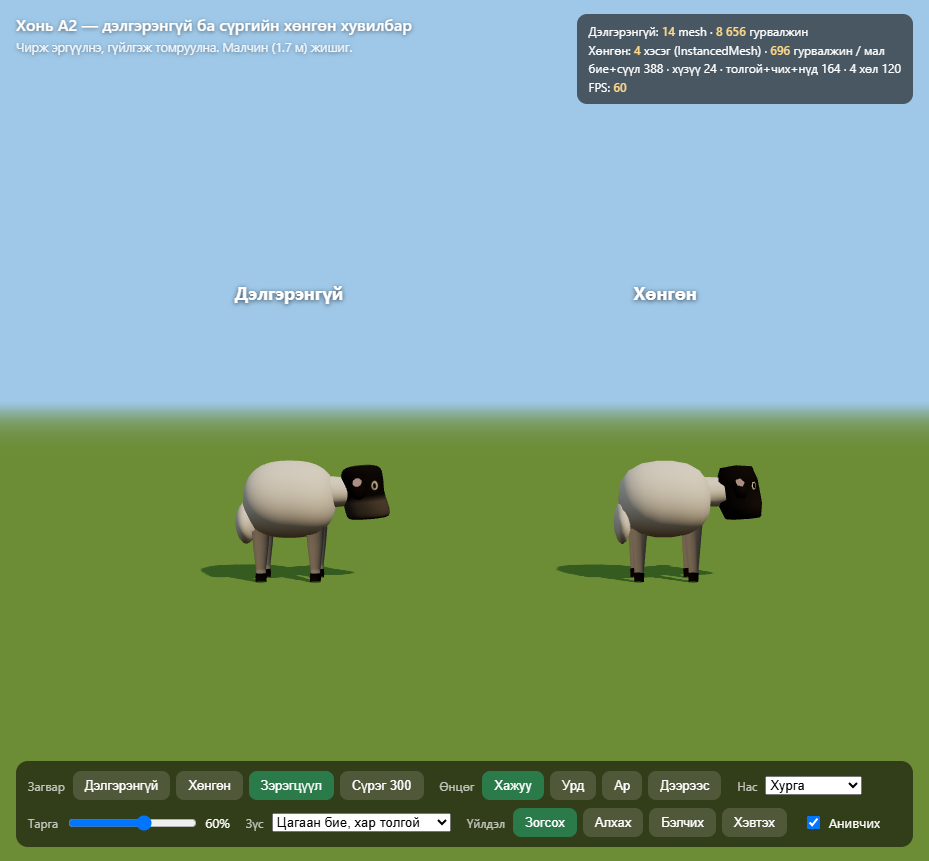 Хонь A2 — дэлгэрэнгүй ба сүргийн хөнгөн хувилбар
Чирж эргүүлнэ, гүйлгэж томруулна. Малчин (1.7 м) жишиг.
Дэлгэрэнгүй: 14 mesh · 8 656 гурвалжин
Хөнгөн: 4 хэсэг (InstancedMesh) · 696 гурвалжин / мал
бие+сүүл 388 · хүзүү 24 · толгой+чих+нүд 164 · 4 хөл 120
FPS: 60
Дэлгэрэнгүй Хөнгөн
Загвар Дэлгэрэнгүй Хөнгөн Зэрэгцүүл Сүрэг 300 Өнцөг Хажуу Урд Ар Дээрээс Нас Хурга
Тарга 60% Зүс Цагаан бие, хар толгой Үйлдэл Зогсох Алхах Бэлчих Хэвтэх Анивчих